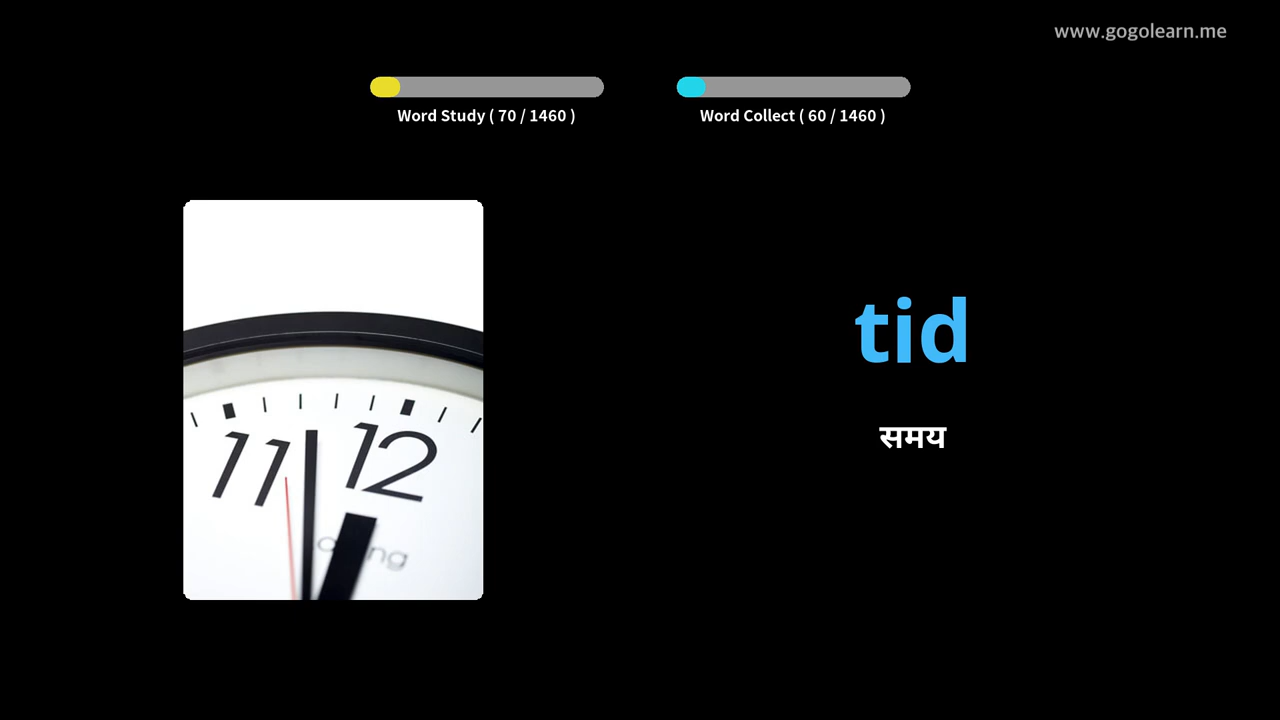 www.gogolearn.me
Word Study ( 70 / 1460 )
Word Collect ( 60 / 1460 )
11
12
tid
समय